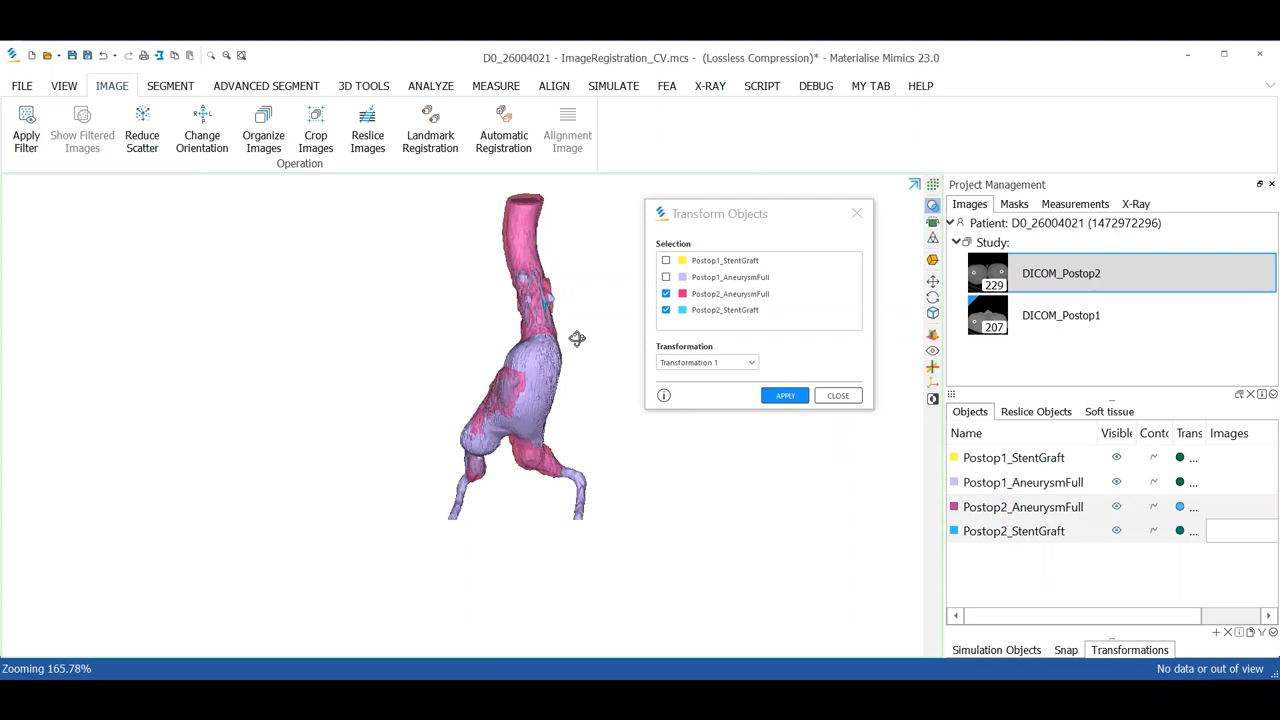 D0_26004021 - ImageRegistration_CV.mcs - (Lossless Compression)* - Materialise Mimics 23.0
FILE VIEW IMAGE SEGMENT ADVANCED SEGMENTATION 3D TOOLS ANALYZE MEASURE ALIGN SIMULATE FEA X-RAY SCRIPT DEBUG MY TAB HELP
Apply Filter
Show Filtered Images
Reduce Scatter
Change Orientation
Organize Images
Crop Images
Reslice Images
Landmark Registration
Automatic Registration
Alignment Image
Operation
Transform Objects
Selection
Postop1_StentGraft
Postop1_AneurysmFull
Postop2_AneurysmFull
Postop2_StentGraft
Transformation
Transformation 1
APPLY CLOSE
Project Management
Images Masks Measurements X-Ray
Patient: D0_26004021 (1472972296)
Study:
229 DICOM_Postop2
207 DICOM_Postop1
Objects Reslice Objects Soft tissue
Name Visible Conto Trans Images
Postop1_StentGraft ...
Postop1_AneurysmFull ...
Postop2_AneurysmFull ...
Postop2_StentGraft ...
Simulation Objects Snap Transformations
Zooming 165.78% No data or out of view